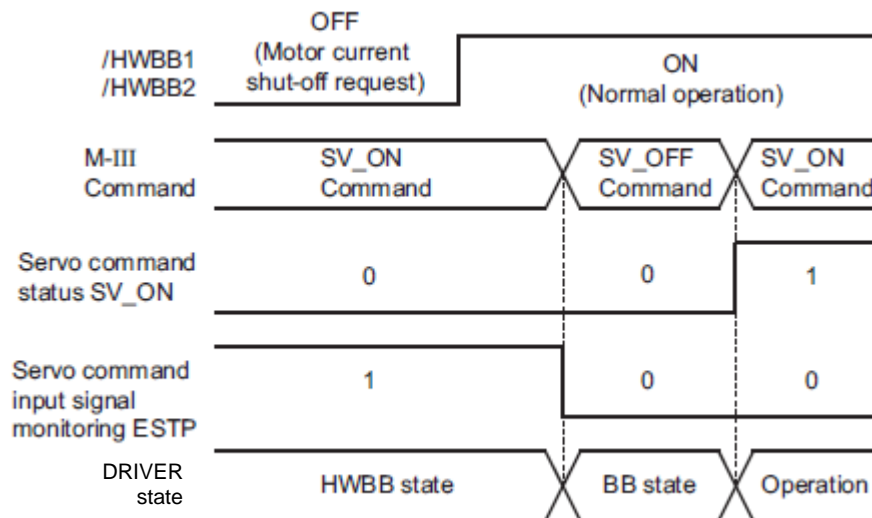 OFF
(Motor current
shut-off request)
/HWBB1
/HWBB2
ON
(Normal operation)
M-III
Command
SV_ON
Command
SV_OFF
Command
SV_ON
Command
Servo command
status SV_ON
0
0
1
Servo command
input signal
monitoring ESTP
1
0
0
DRIVER
state
HWBB state
BB state
Operation